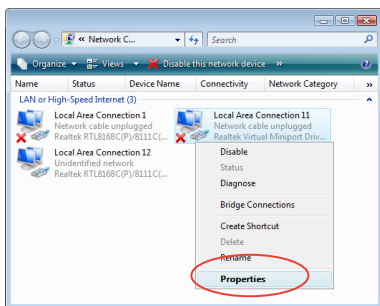 « Network C...
Search
Organize Views Disable this network device »
Name Status Device Name Connectivity Network Category »
LAN or High-Speed Internet (3)
Local Area Connection 1
Network cable unplugged
Realtek RTL8168C(P)/8111C(...
Local Area Connection 11
Network cable unplugged
Realtek Virtual Miniport Driv...
Local Area Connection 12
Unidentified network
Realtek RTL8168C(P)/8111C(...
Disable
Status
Diagnose
Bridge Connections
Create Shortcut
Delete
Rename
Properties